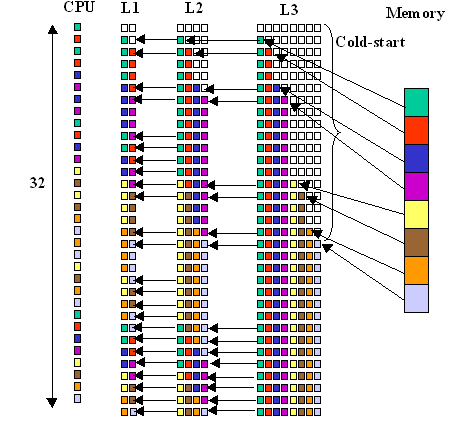 CPU L1 L2 L3 Memory
Cold-start
32